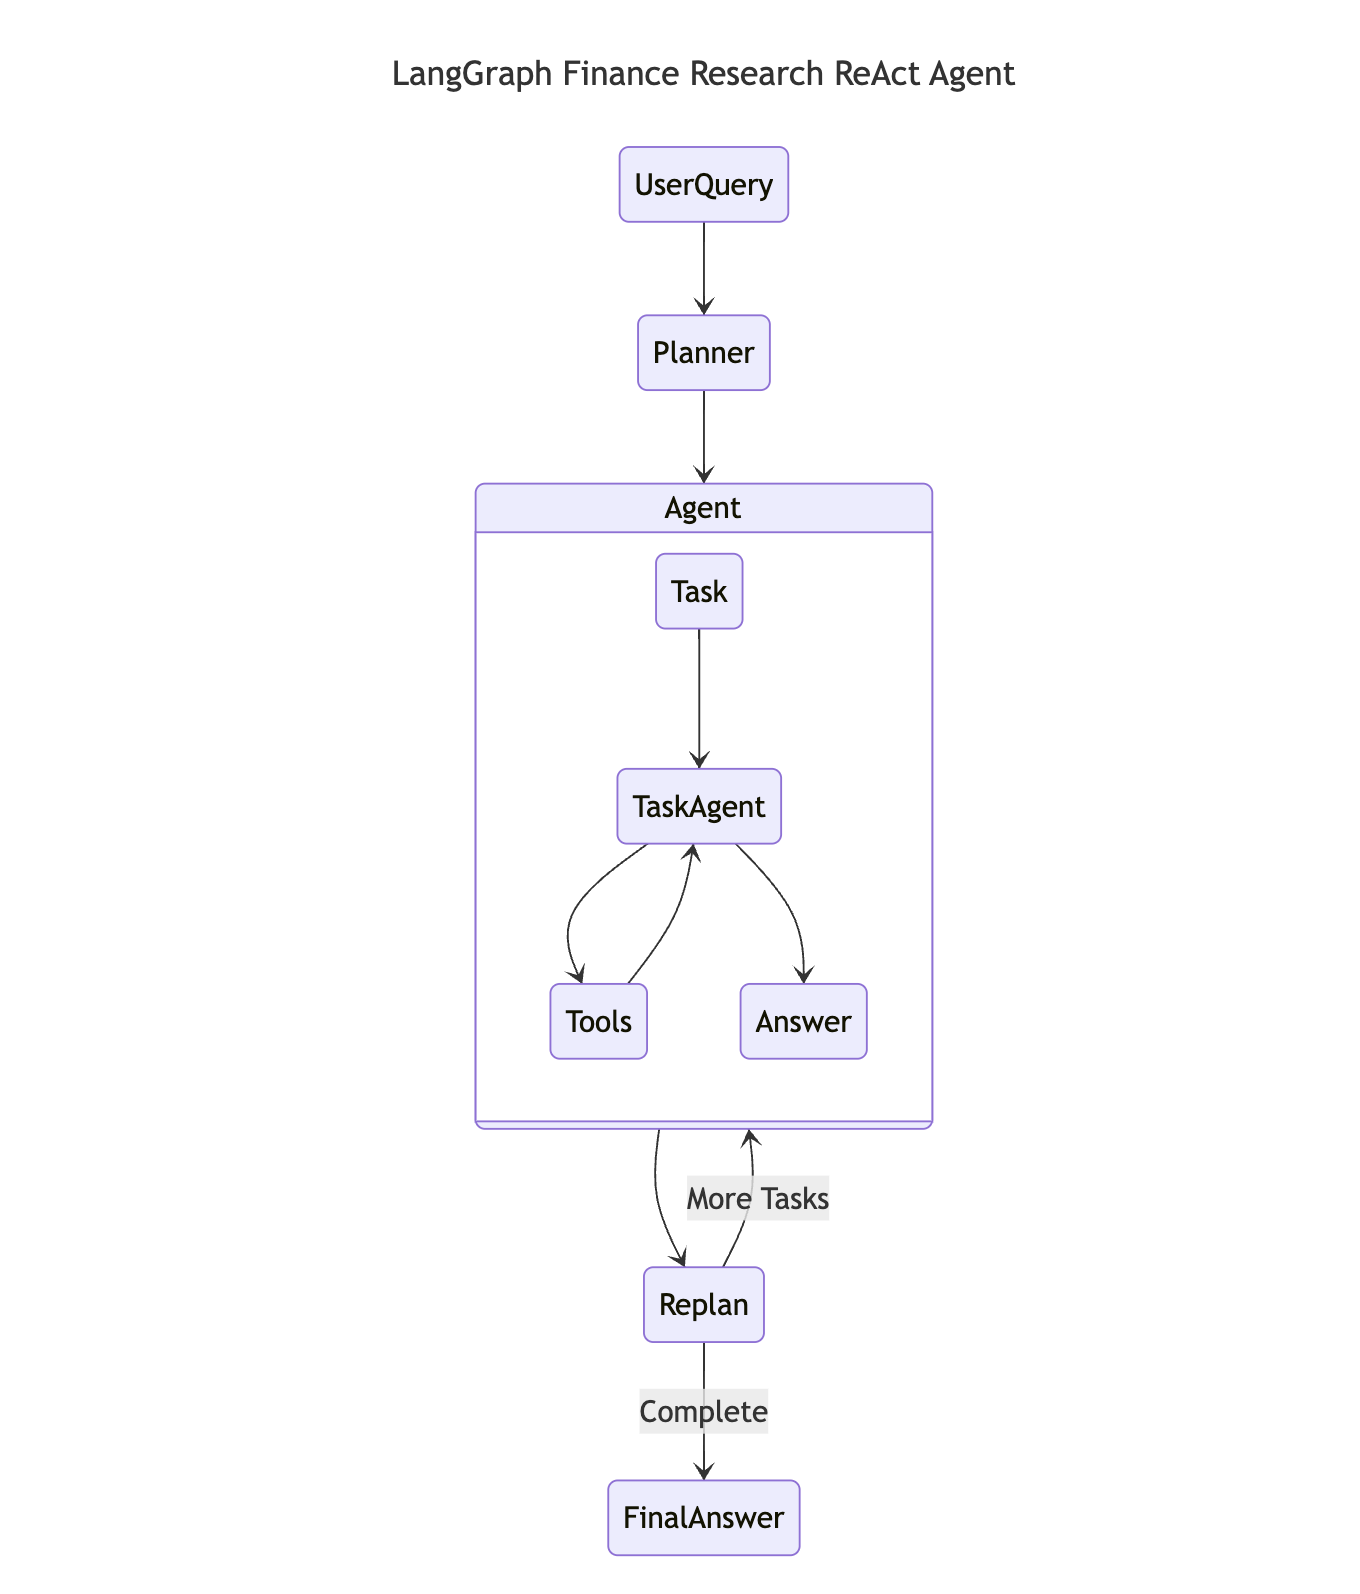 LangGraph Finance Research ReAct Agent
UserQuery
Planner
Agent
Task
TaskAgent
Tools
Answer
More Tasks
Replan
Complete
FinalAnswer